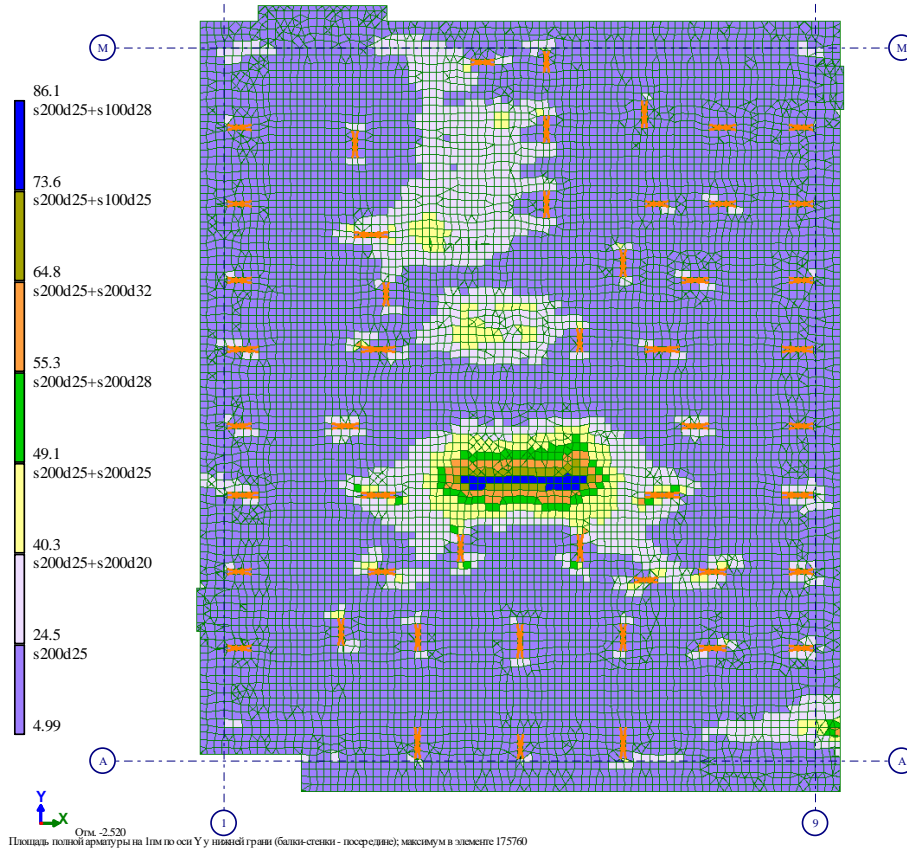 М
М
86.1
s200d25+s100d28
73.6
s200d25+s100d25
64.8
s200d25+s200d32
55.3
s200d25+s200d28
49.1
s200d25+s200d25
40.3
s200d25+s200d20
24.5
s200d25
4.99
А
А
Y
X
1
9
Отм. -2.520
Площадь полной арматуры на 1пм по оси Y у нижней грани (балки-стенки - посередине); максимум в элементе 175760